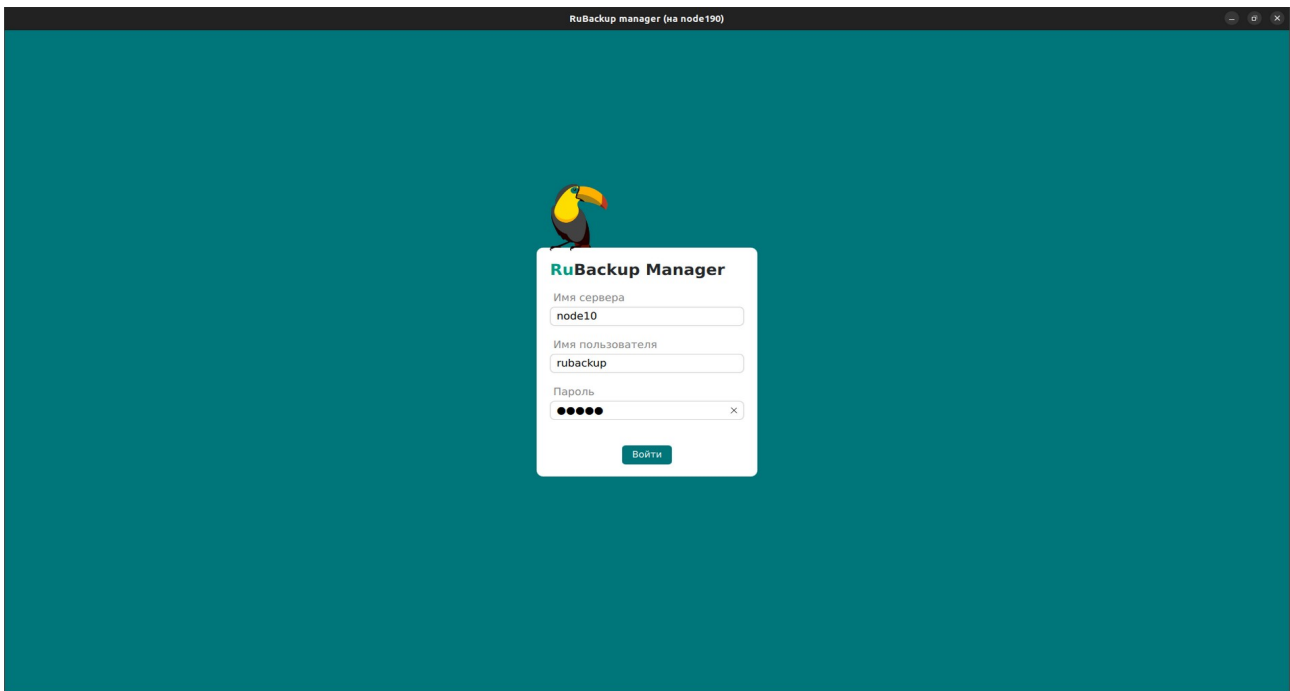 RuBackup manager (на node190)
RuBackup Manager
Имя сервера
node10
Имя пользователя
rubackup
Пароль
●●●●●
Войти